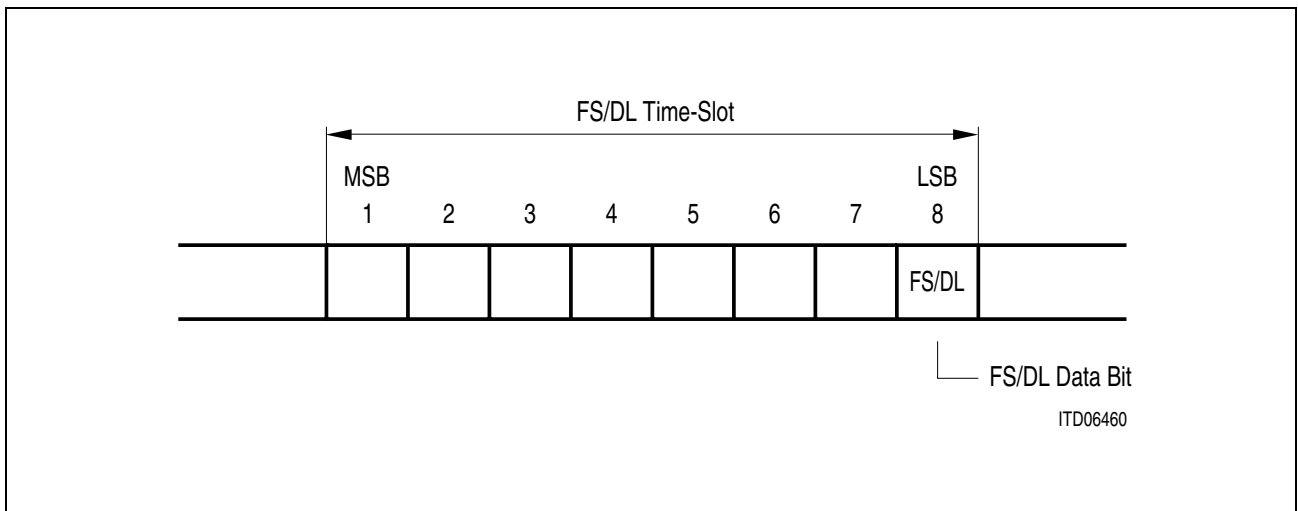 FS/DL Time-Slot
MSB LSB
1 2 3 4 5 6 7 8
FS/DL
FS/DL Data Bit
ITD06460